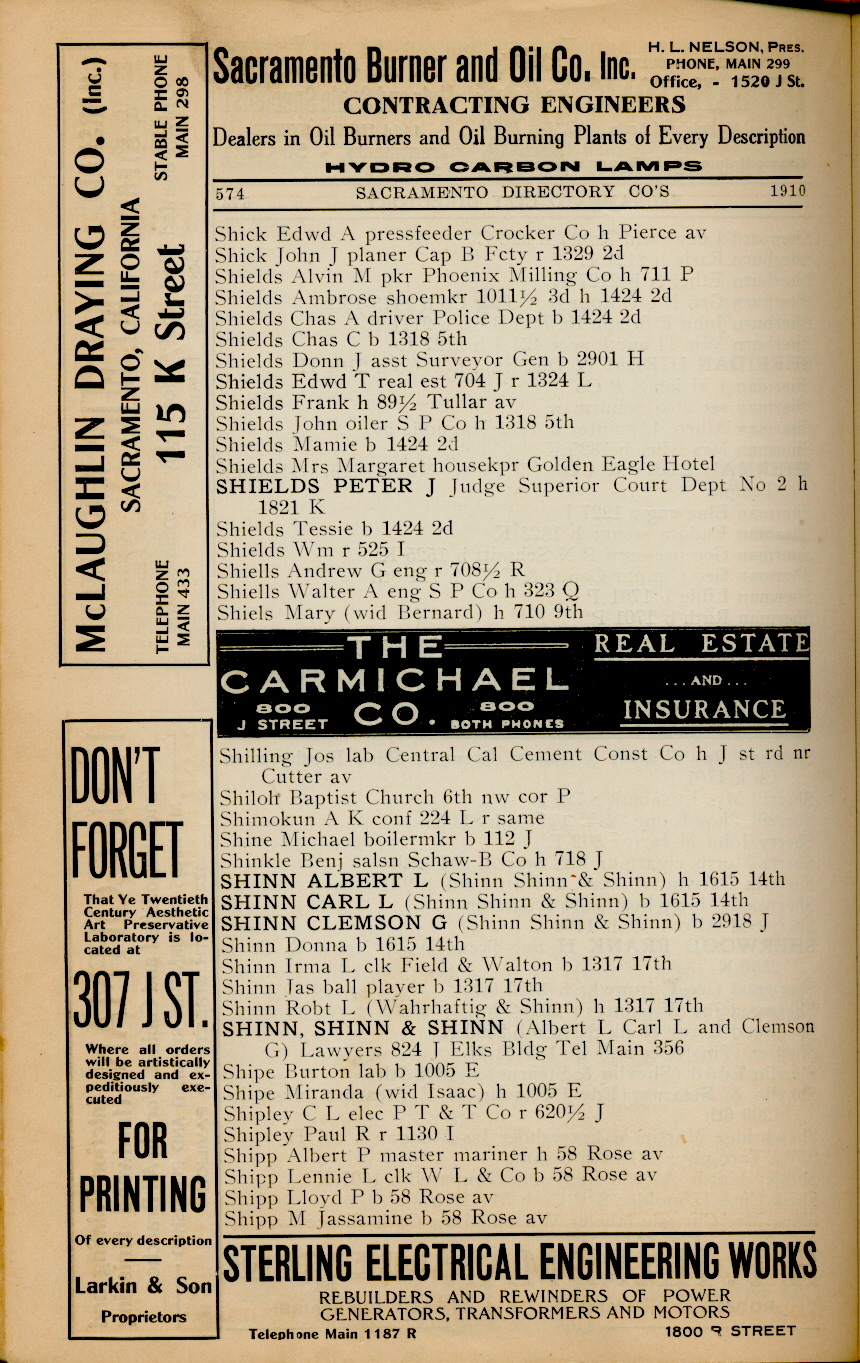 Sacramento Burner and Oil Co. Inc.
H. L. NELSON, PRES.
PHONE, MAIN 299
Office, - 1520 J St.
CONTRACTING ENGINEERS
Dealers in Oil Burners and Oil Burning Plants of Every Description
HYDRO CARBON LAMPS
574 SACRAMENTO DIRECTORY CO'S 1910
McLAUGHLIN DRAYING CO. (Inc.)
SACRAMENTO, CALIFORNIA
TELEPHONE
MAIN 433
115 K Street
STABLE PHONE
MAIN 298
Shick Edwd A pressfeeder Crocker Co h Pierce av
Shick John J planer Cap B Fcty r 1329 2d
Shields Alvin M pkr Phoenix Milling Co h 711 P
Shields Ambrose shoemkr 1011½ 3d h 1424 2d
Shields Chas A driver Police Dept b 1424 2d
Shields Chas C b 1318 5th
Shields Donn J asst Surveyor Gen b 2901 H
Shields Edwd T real est 704 J r 1324 L
Shields Frank h 89½ Tullar av
Shields John oiler S P Co h 1318 5th
Shields Mamie b 1424 2d
Shields Mrs Margaret housekpr Golden Eagle Hotel
SHIELDS PETER J Judge Superior Court Dept No 2 h
1821 K
Shields Tessie b 1424 2d
Shields Wm r 525 I
Shiells Andrew G eng r 708½ R
Shiells Walter A eng S P Co h 323 Q
Shiels Mary (wid Bernard) h 710 9th
THE
CARMICHAEL
CO.
800
J STREET
800
BOTH PHONES
REAL ESTATE
...AND...
INSURANCE
Shilling Jos lab Central Cal Cement Const Co h J st rd nr
Cutter av
Shiloh Baptist Church 6th nw cor P
Shimokun A K conf 224 L r same
Shine Michael boilermkr b 112 J
Shinkle Benj salsn Schaw-B Co h 718 J
SHINN ALBERT L (Shinn Shinn & Shinn) h 1615 14th
SHINN CARL L (Shinn Shinn & Shinn) b 1615 14th
SHINN CLEMSON G (Shinn Shinn & Shinn) b 2918 J
Shinn Donna b 1615 14th
Shinn Irma L clk Field & Walton b 1317 17th
Shinn Jas ball player b 1317 17th
Shinn Robt L (Wahrhaftig & Shinn) h 1317 17th
SHINN, SHINN & SHINN (Albert L Carl L and Clemson
G) Lawyers 824 J Elks Bldg Tel Main 356
Shipe Burton lab b 1005 E
Shipe Miranda (wid Isaac) h 1005 E
Shipley C L elec P T & T Co r 620½ J
Shipley Paul R r 1130 I
Shipp Albert P master mariner h 58 Rose av
Shipp Lennie L clk W L & Co b 58 Rose av
Shipp Lloyd P b 58 Rose av
Shipp M Jassamine b 58 Rose av
DON'T
FORGET
That Ye Twentieth
Century Aesthetic
Art Preservative
Laboratory is lo-
cated at
307 J ST.
Where all orders
will be artistically
designed and ex-
peditiously exe-
cuted
FOR
PRINTING
Of every description
Larkin & Son
Proprietors
STERLING ELECTRICAL ENGINEERING WORKS
REBUILDERS AND REWINDERS OF POWER
GENERATORS, TRANSFORMERS AND MOTORS
Telephone Main 1187 R 1800 STREET